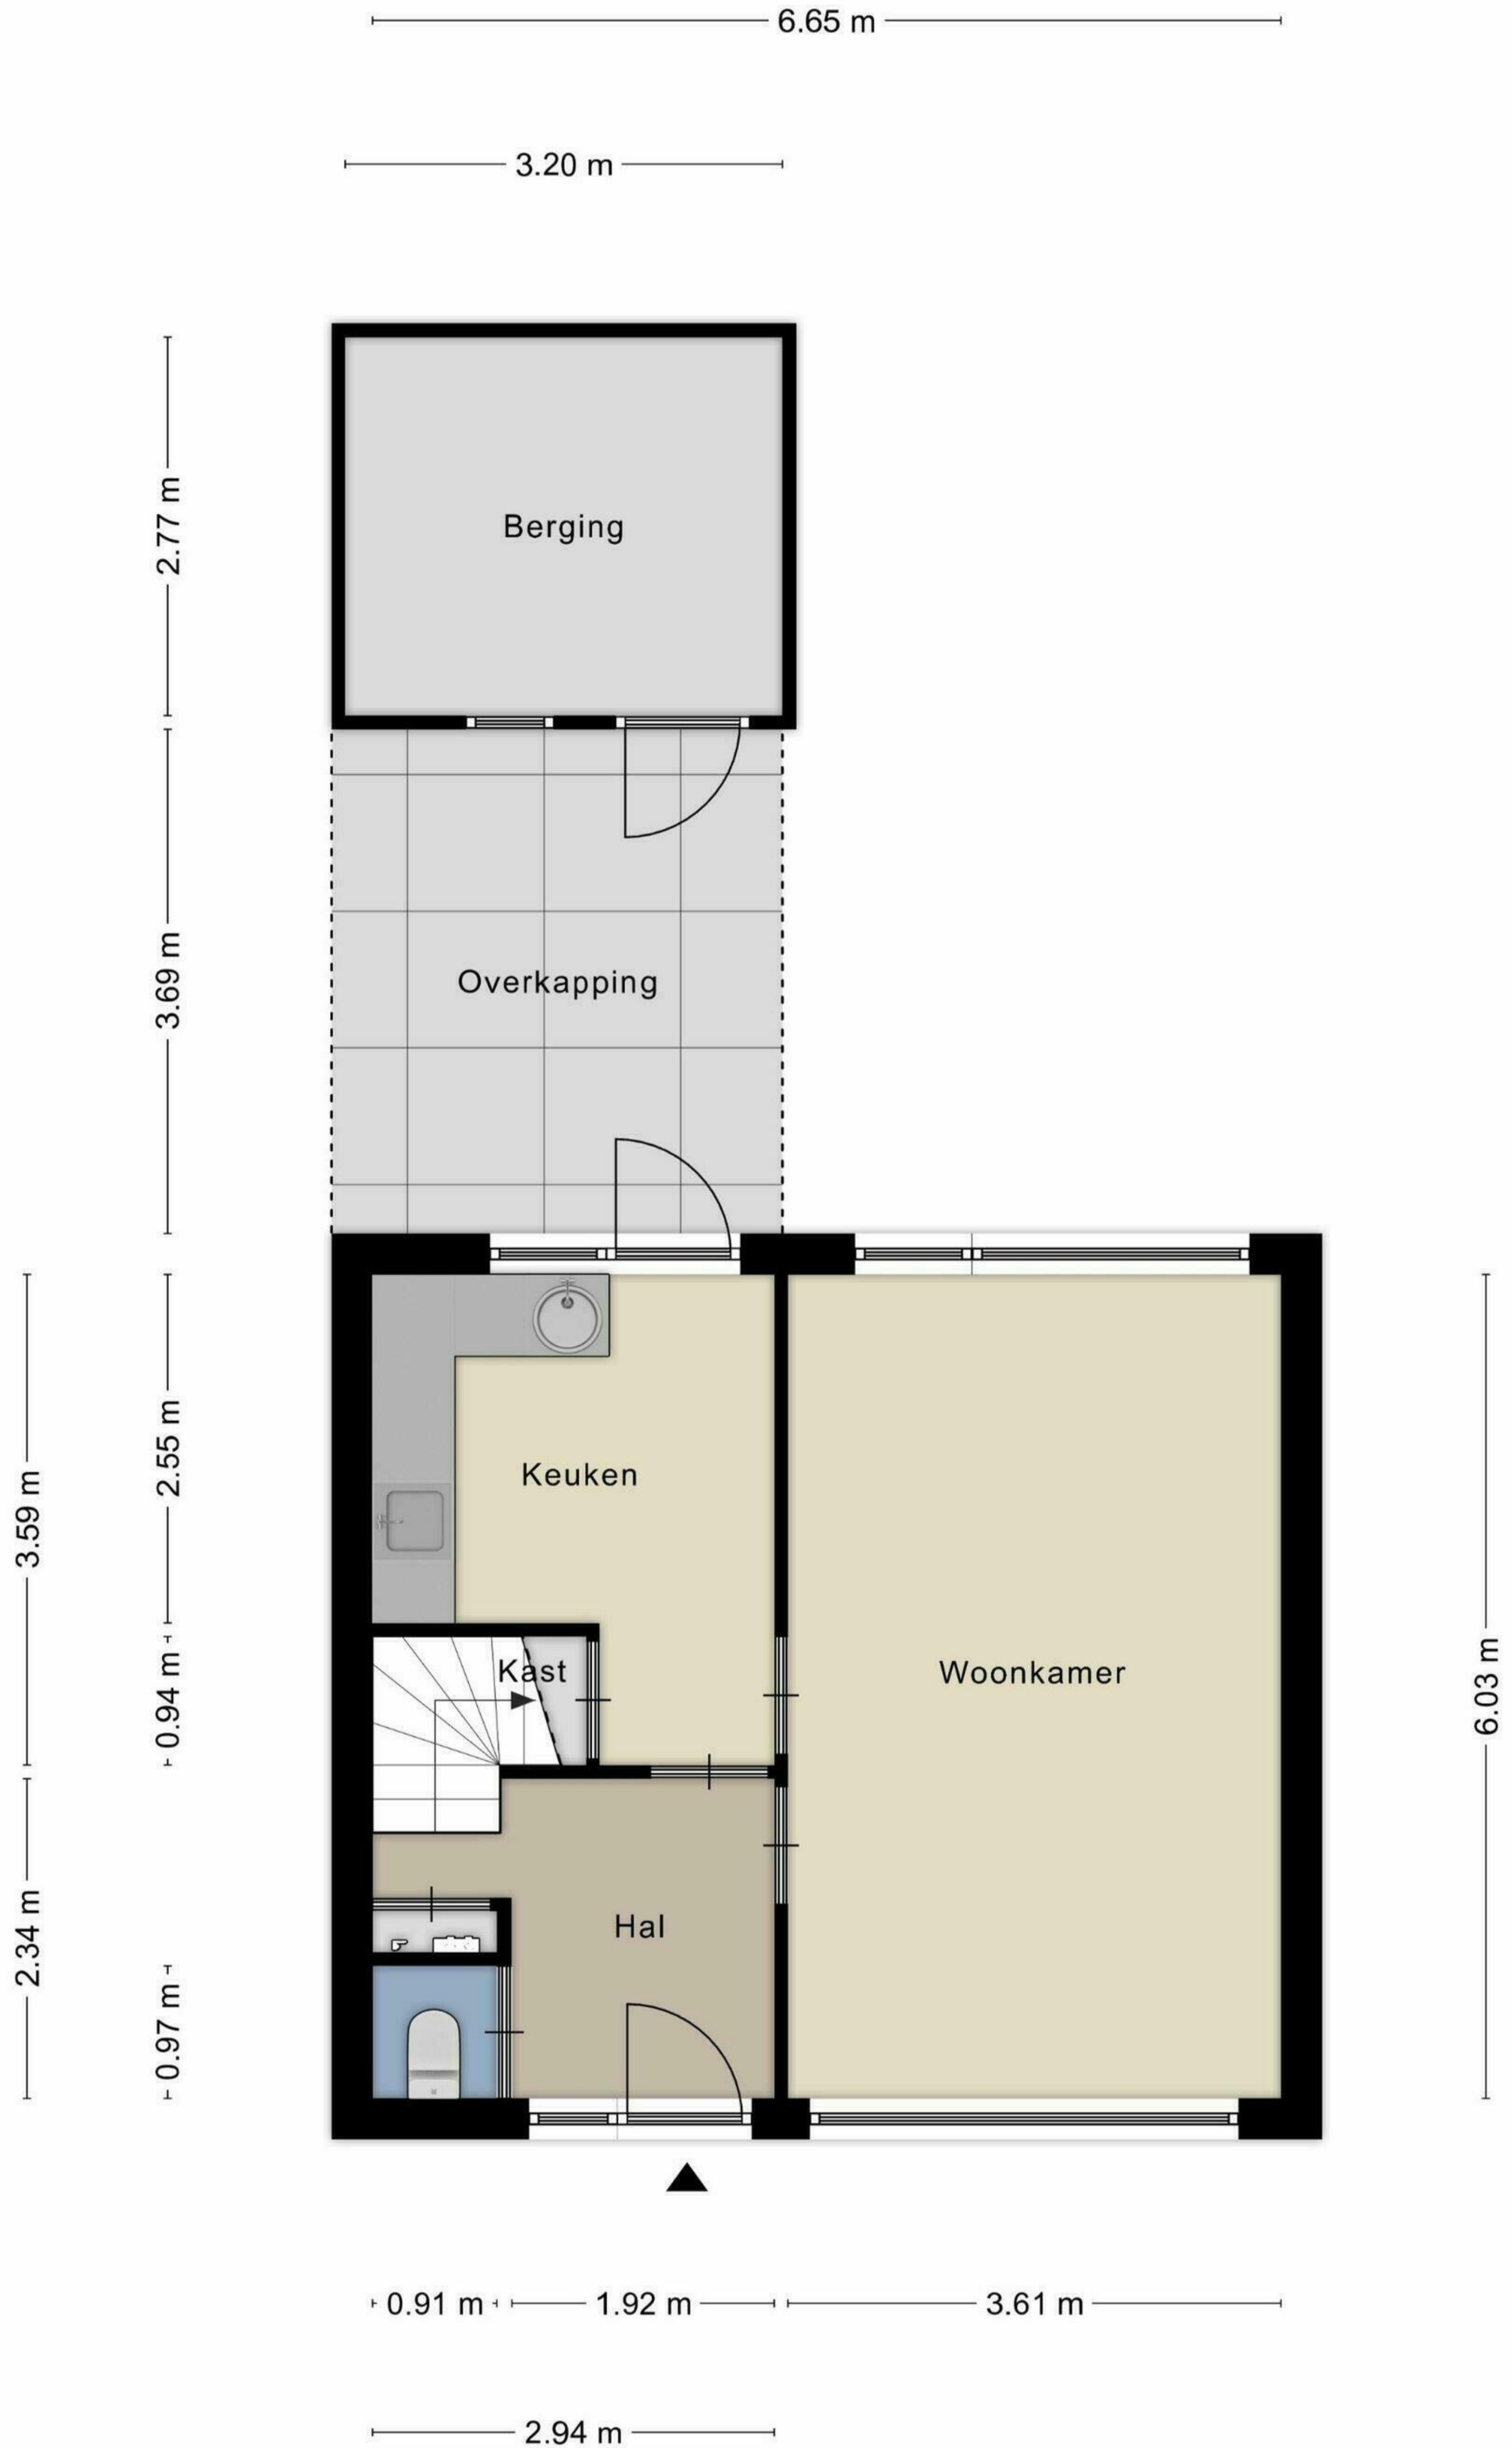 6.65 m
3.20 m
2.77 m
Berging
3.69 m
Overkapping
3.59 m
2.55 m
Keuken
0.94 m
Kast
Woonkamer
6.03 m
2.34 m
Hal
0.97 m
0.91 m
1.92 m
3.61 m
2.94 m